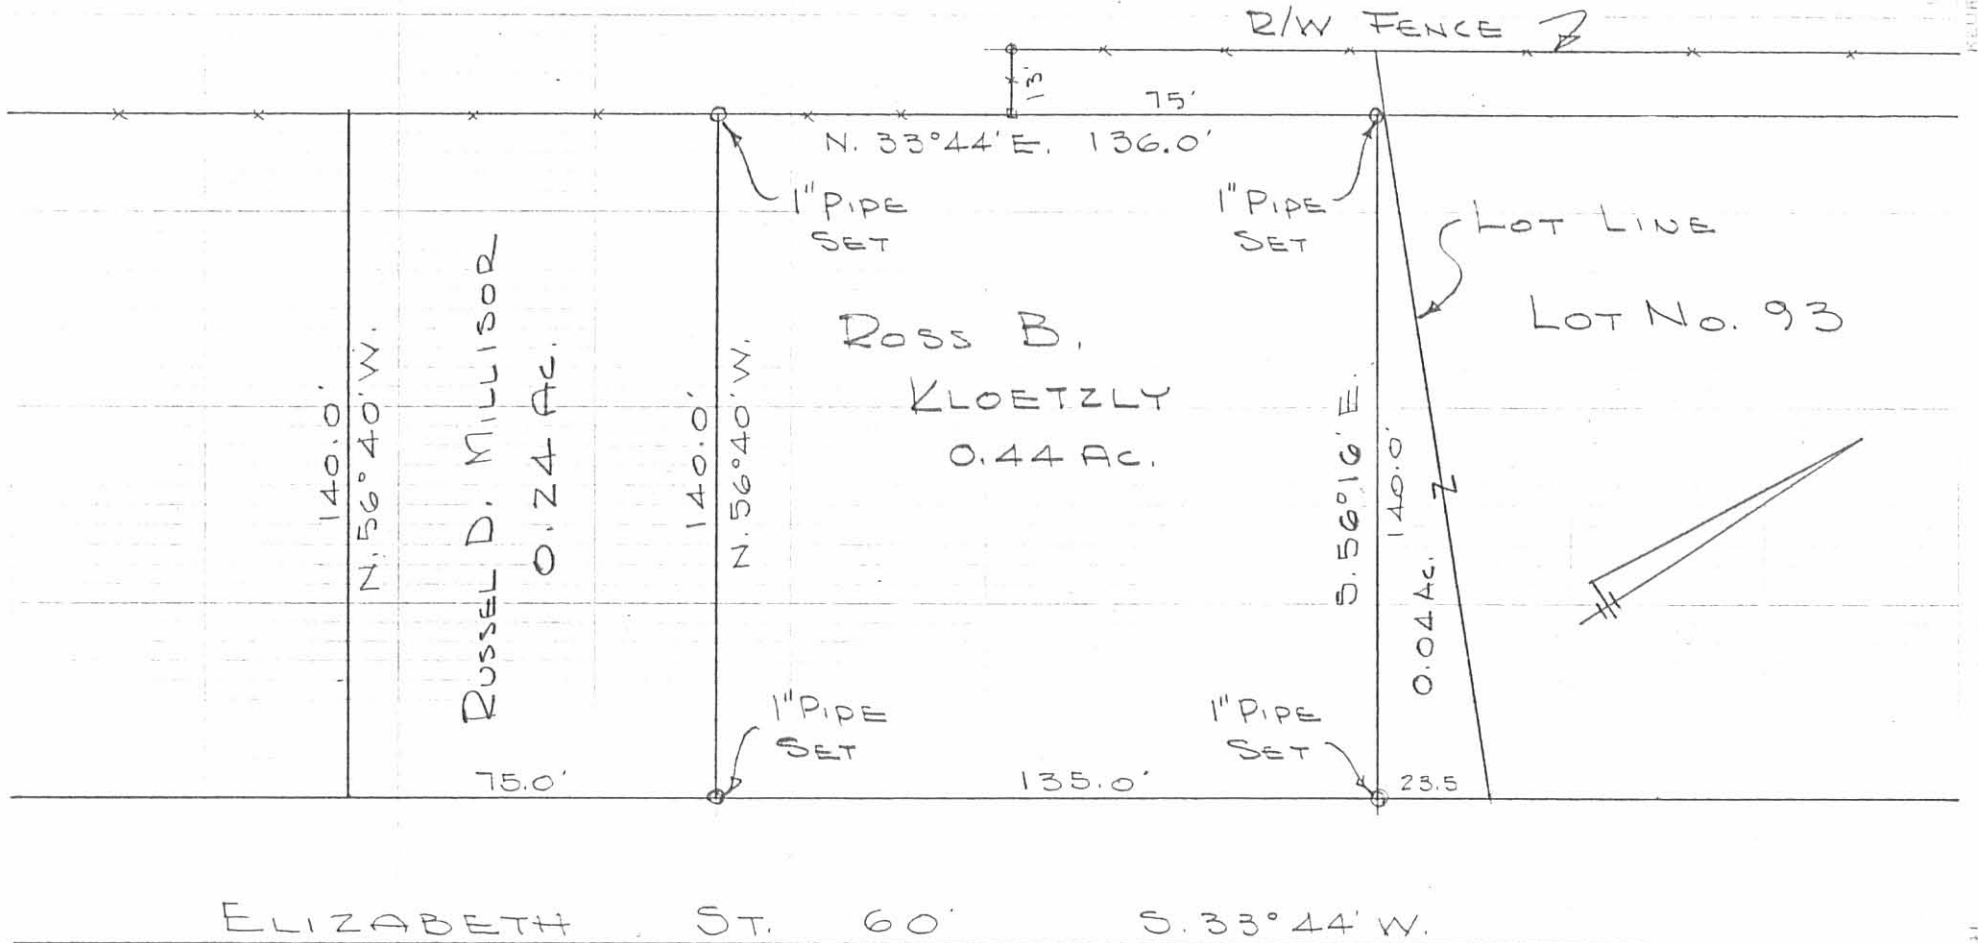 R/W FENCE
13'
75'
N. 33°44' E. 136.0'
1" PIPE
SET
1" PIPE
SET
LOT LINE
LOT NO. 93
ROSS B.
KLOETZLY
0.44 AC.
140.0'
N. 56°40' W.
RUSSEL D. MILLISOR
0.24 AC.
140.0'
N. 56°40' W.
S. 56°16' E.
140.0'
0.04 AC.
1" PIPE
SET
1" PIPE
SET
75.0'
135.0'
23.5
ELIZABETH ST. 60' S. 33°44' W.